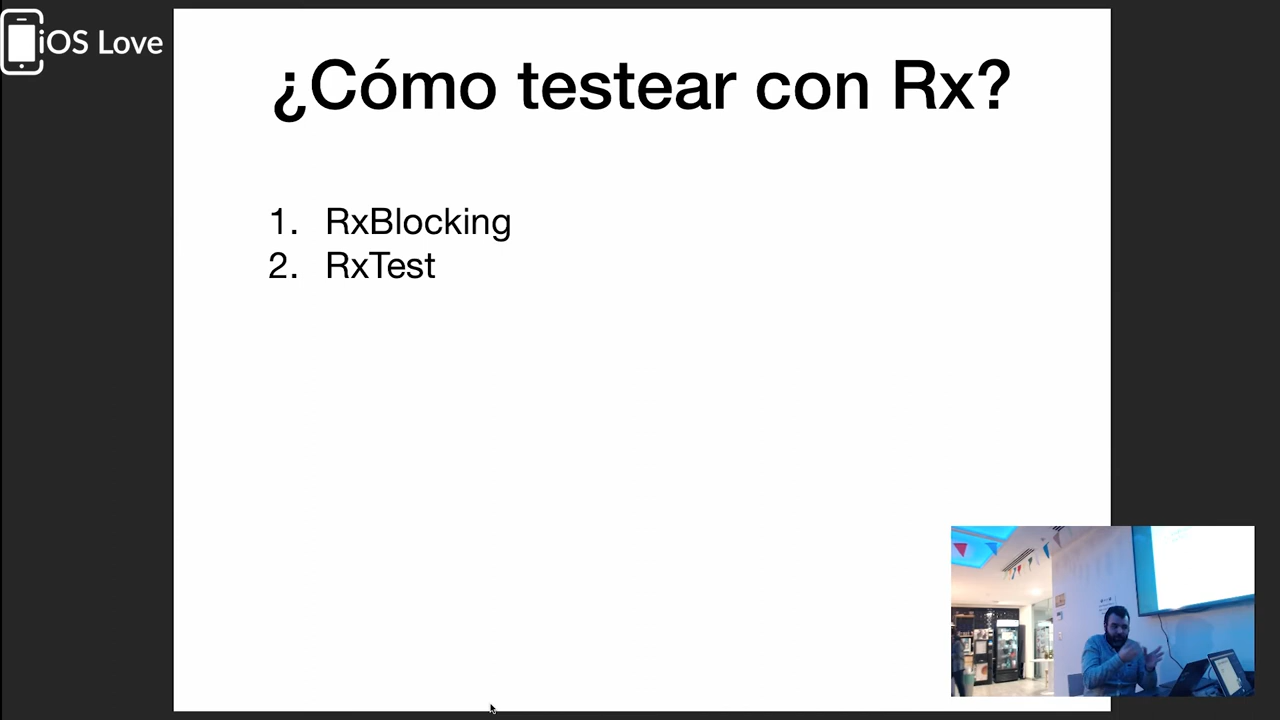 iOS Love
¿Cómo testear con Rx?
1. RxBlocking
2. RxTest